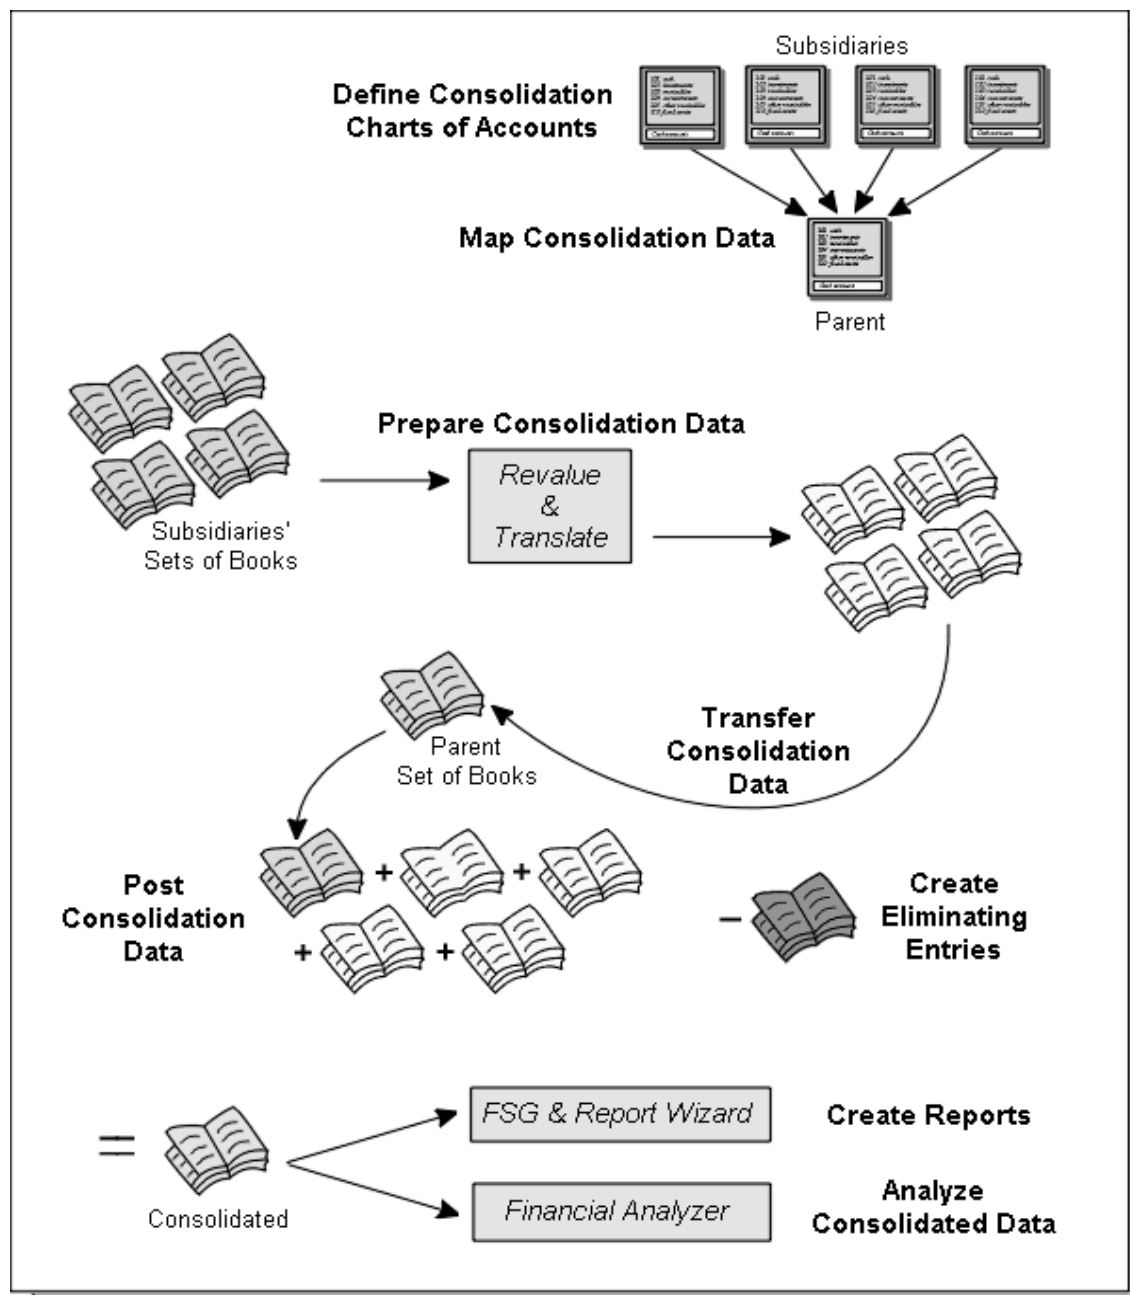 Subsidiaries
Define Consolidation
Charts of Accounts
Map Consolidation Data
Parent
Prepare Consolidation Data
Revalue
&
Translate
Subsidiaries'
Sets of Books
Transfer
Consolidation
Data
Parent
Set of Books
Post
Consolidation
Data
+
+
+
+
–
Create
Eliminating
Entries
=
FSG & Report Wizard
Create Reports
Consolidated
Financial Analyzer
Analyze
Consolidated Data